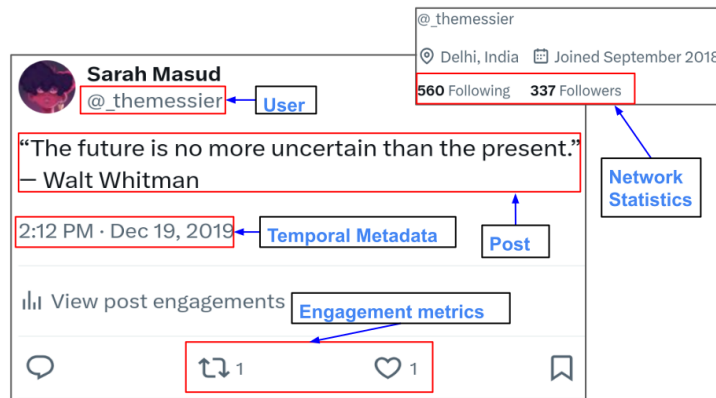 @_themessier
Delhi, India Joined September 2018
560 Following 337 Followers
Sarah Masud
@_themessier
User
“The future is no more uncertain than the present.”
— Walt Whitman
Network
Statistics
2:12 PM · Dec 19, 2019
Temporal Metadata
Post
View post engagements
Engagement metrics
1
1